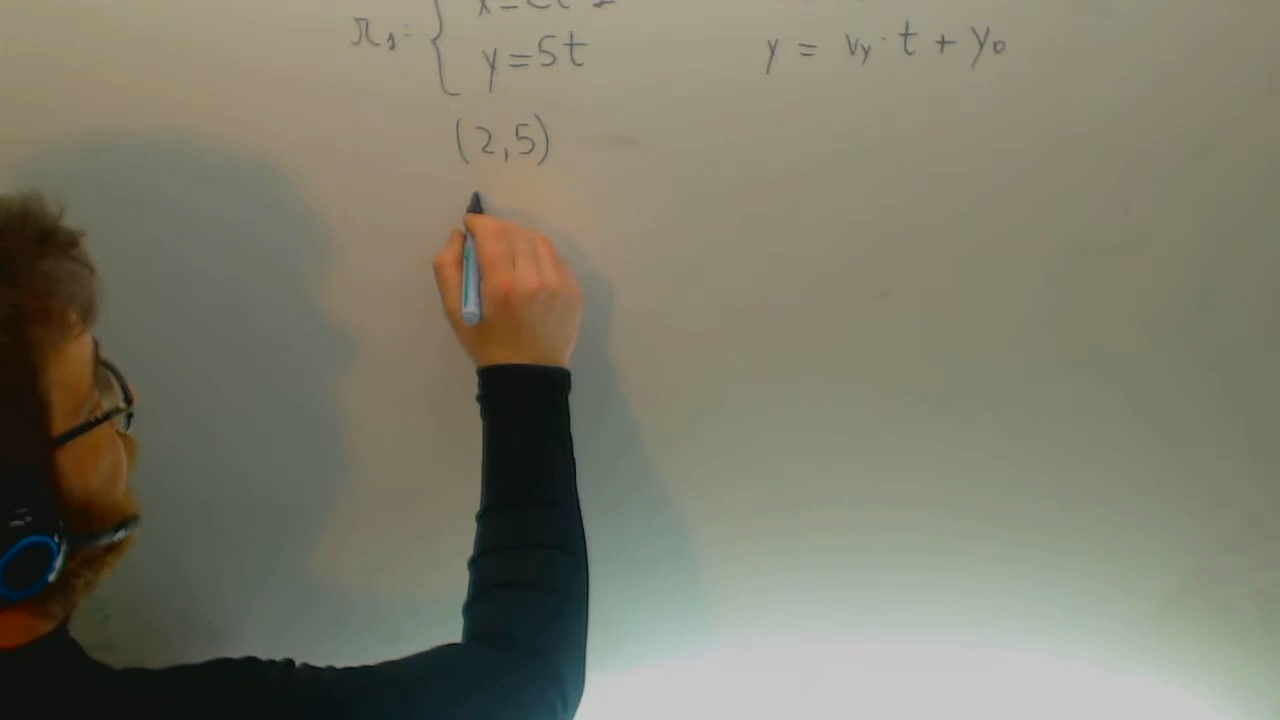 r₁:
y=5t
y = vy · t + y₀
(2,5)